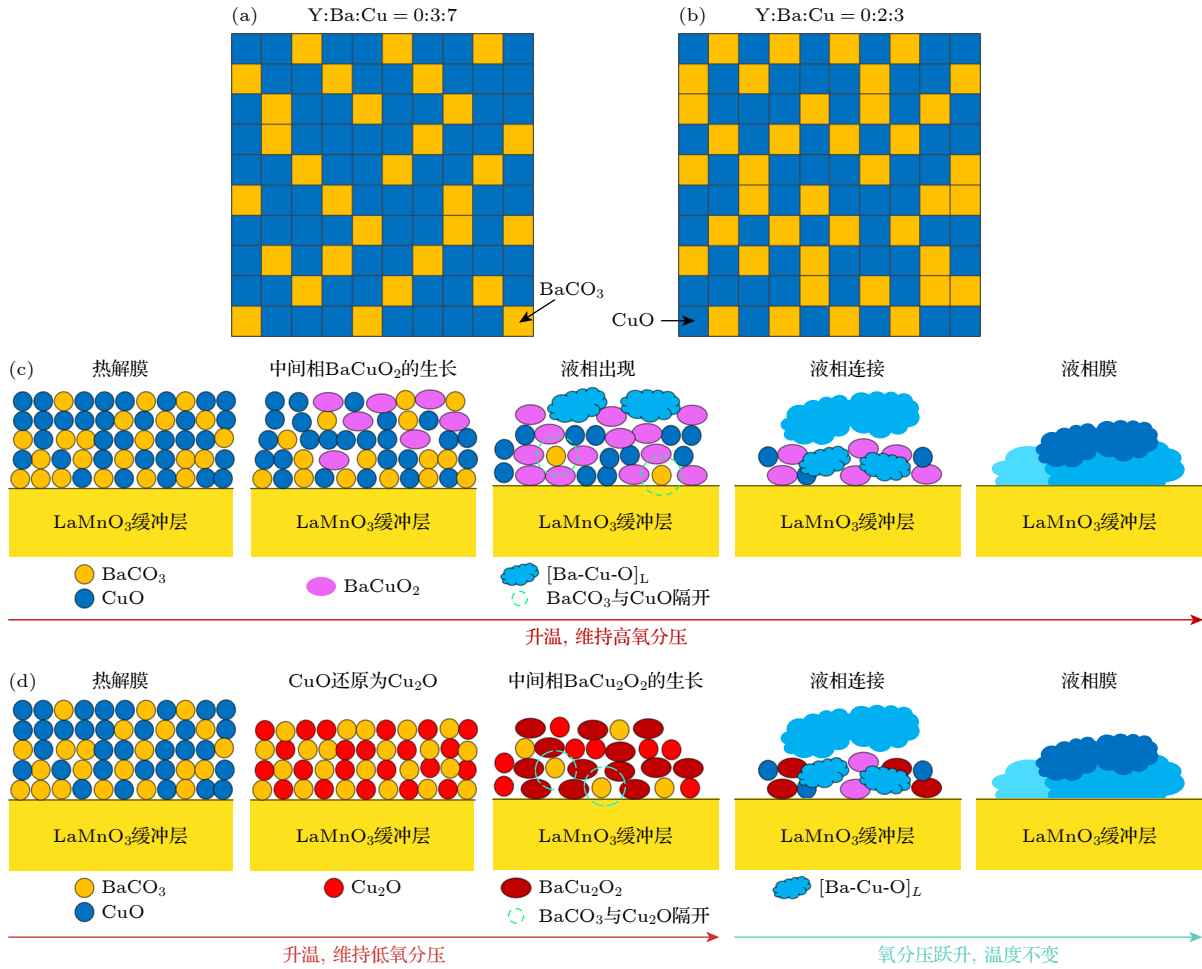 (a) Y:Ba:Cu = 0:3:7
(b) Y:Ba:Cu = 0:2:3
BaCO₃
CuO
(c) 热解膜 中间相BaCuO₂的生长 液相出现 液相连接 液相膜
LaMnO₃缓冲层 LaMnO₃缓冲层 LaMnO₃缓冲层 LaMnO₃缓冲层 LaMnO₃缓冲层
BaCO₃
CuO
BaCuO₂
[Ba-Cu-O]L
BaCO₃与CuO隔开
升温, 维持高氧分压
(d) 热解膜 CuO还原为Cu₂O 中间相BaCu₂O₂的生长 液相连接 液相膜
LaMnO₃缓冲层 LaMnO₃缓冲层 LaMnO₃缓冲层 LaMnO₃缓冲层 LaMnO₃缓冲层
BaCO₃
CuO
Cu₂O
BaCu₂O₂
BaCO₃与Cu₂O隔开
[Ba-Cu-O]L
升温, 维持低氧分压
氧分压跃升, 温度不变